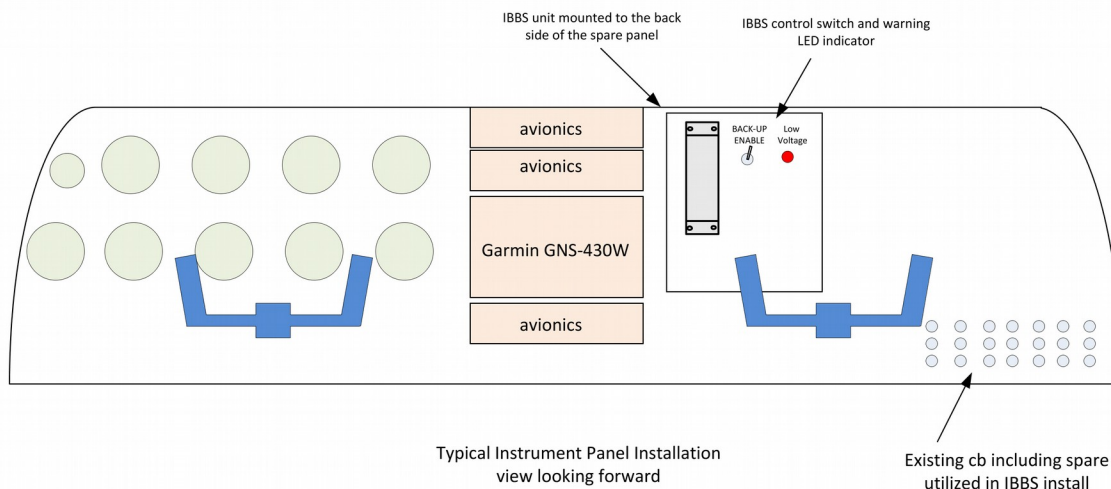 IBBS unit mounted to the back
side of the spare panel
IBBS control switch and warning
LED indicator
avionics
avionics
Garmin GNS-430W
avionics
BACK-UP
ENABLE
Low
Voltage
Typical Instrument Panel Installation
view looking forward
Existing cb including spare
utilized in IBBS install